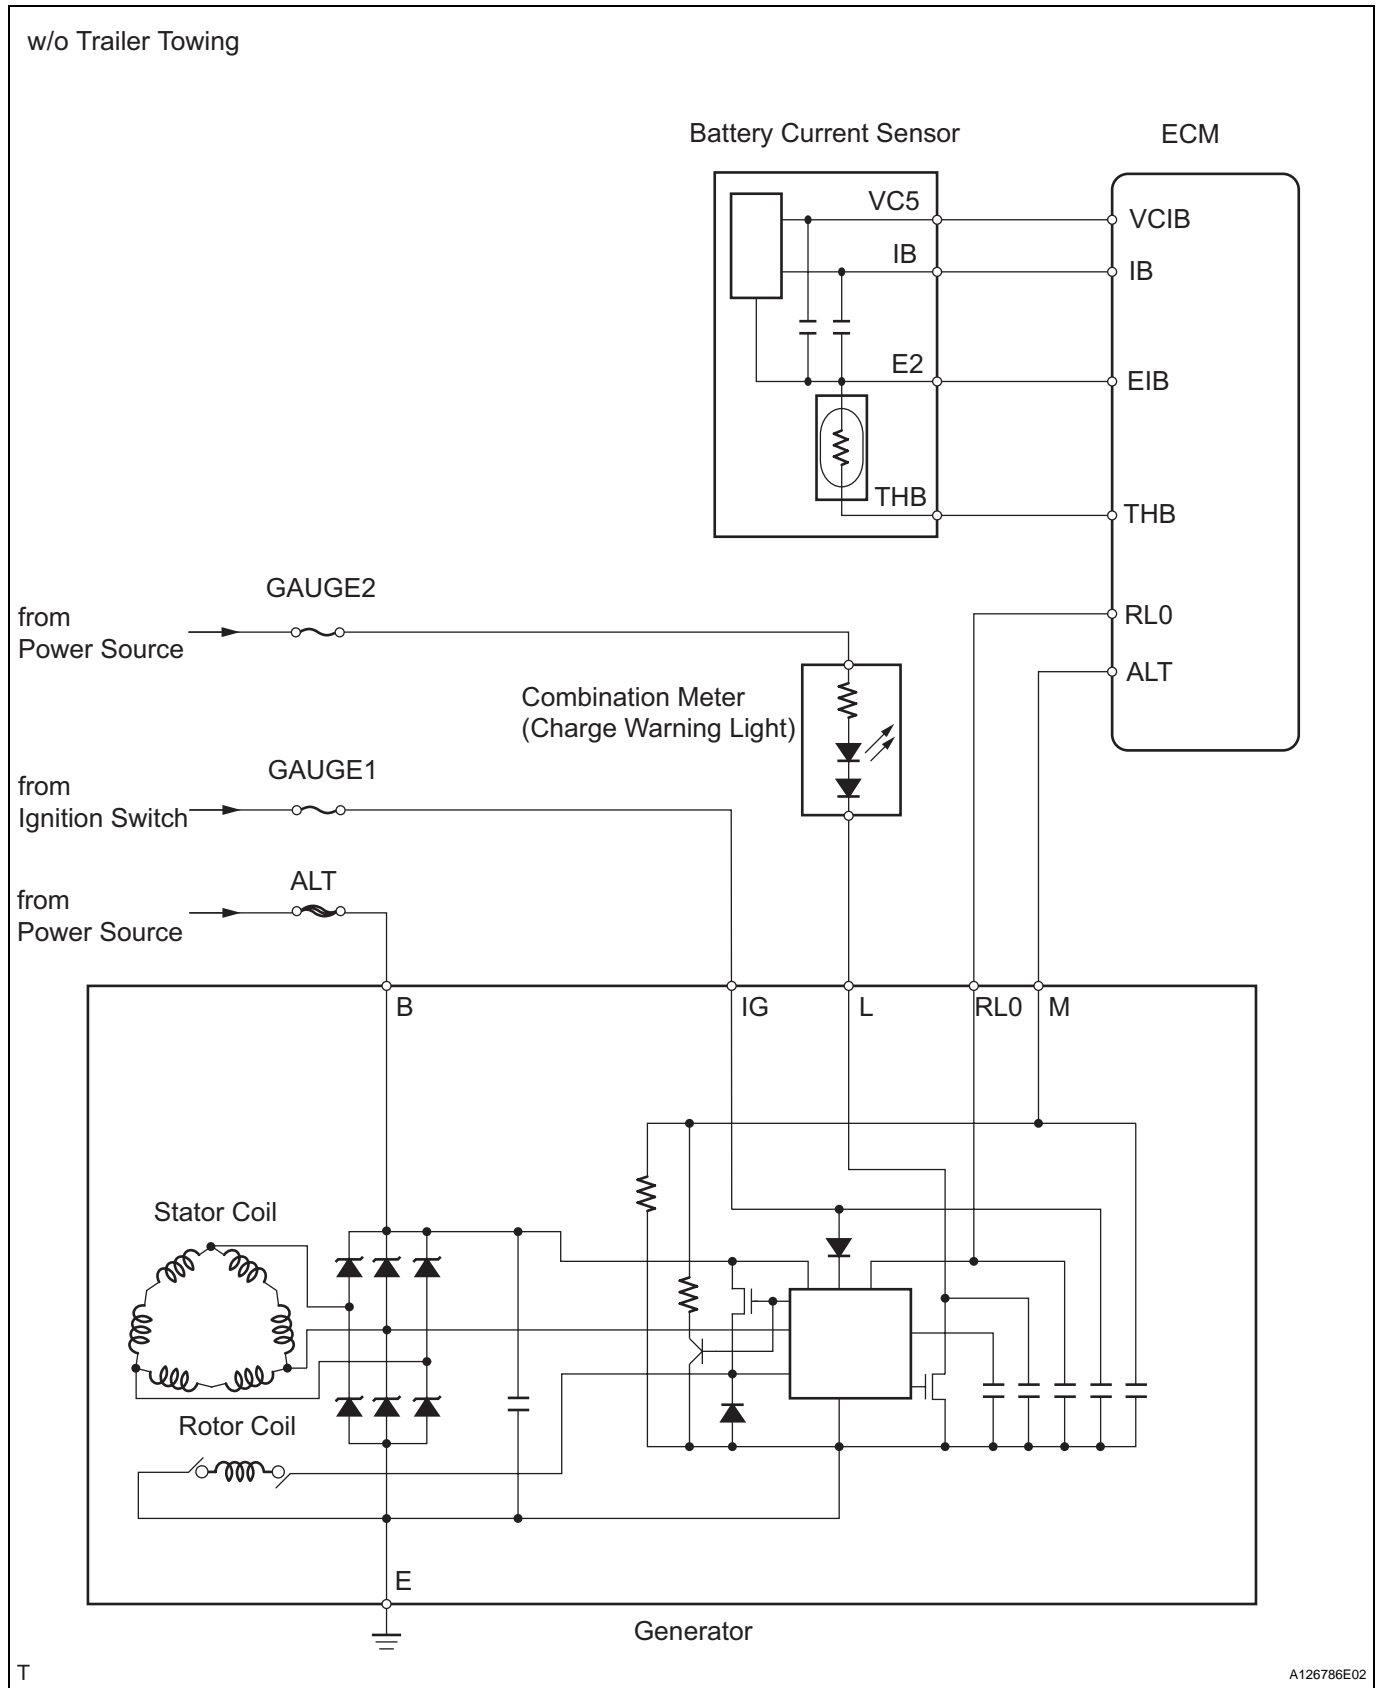 w/o Trailer Towing
Battery Current Sensor
ECM
VC5
VCIB
IB
IB
E2
EIB
THB
THB
GAUGE2
from
Power Source
RL0
ALT
Combination Meter
(Charge Warning Light)
GAUGE1
from
Ignition Switch
ALT
from
Power Source
B
IG
L
RL0
M
Stator Coil
Rotor Coil
E
Generator
T
A126786E02